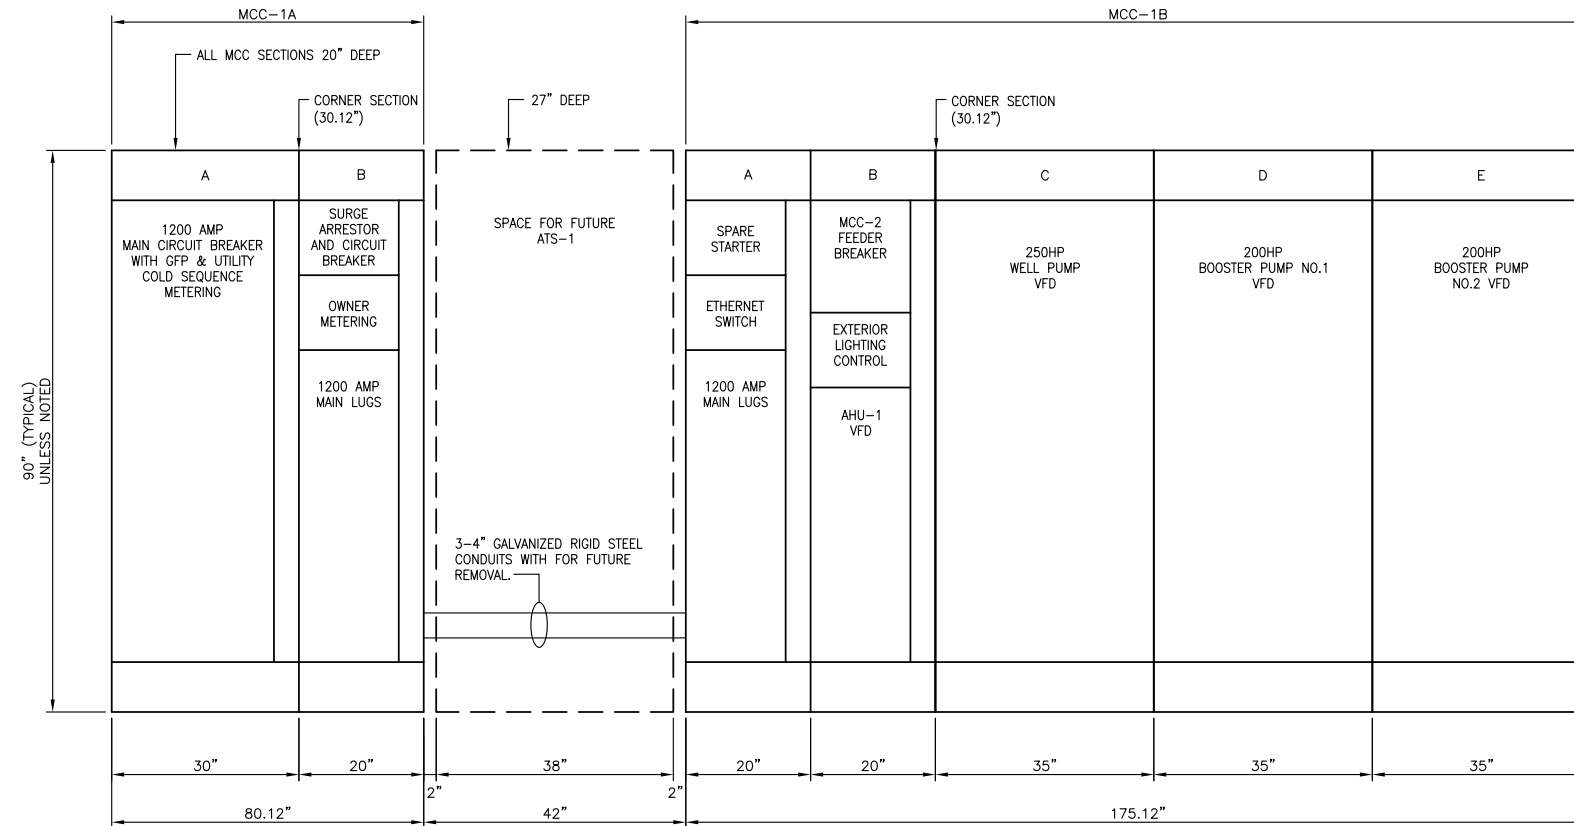 MCC-1A
MCC-1B
ALL MCC SECTIONS 20" DEEP
CORNER SECTION
(30.12")
27" DEEP
CORNER SECTION
(30.12")
A
B
A
B
C
D
E
1200 AMP
MAIN CIRCUIT BREAKER
WITH GFP & UTILITY
COLD SEQUENCE
METERING
SURGE
ARRESTOR
AND CIRCUIT
BREAKER
OWNER
METERING
1200 AMP
MAIN LUGS
SPACE FOR FUTURE
ATS-1
SPARE
STARTER
ETHERNET
SWITCH
1200 AMP
MAIN LUGS
MCC-2
FEEDER
BREAKER
EXTERIOR
LIGHTING
CONTROL
AHU-1
VFD
250HP
WELL PUMP
VFD
200HP
BOOSTER PUMP NO.1
VFD
200HP
BOOSTER PUMP
NO.2 VFD
90" (TYPICAL)
UNLESS NOTED
3-4" GALVANIZED RIGID STEEL
CONDUITS WITH FOR FUTURE
REMOVAL.
30"
20"
38"
20"
20"
35"
35"
35"
2"
2"
80.12"
42"
175.12"